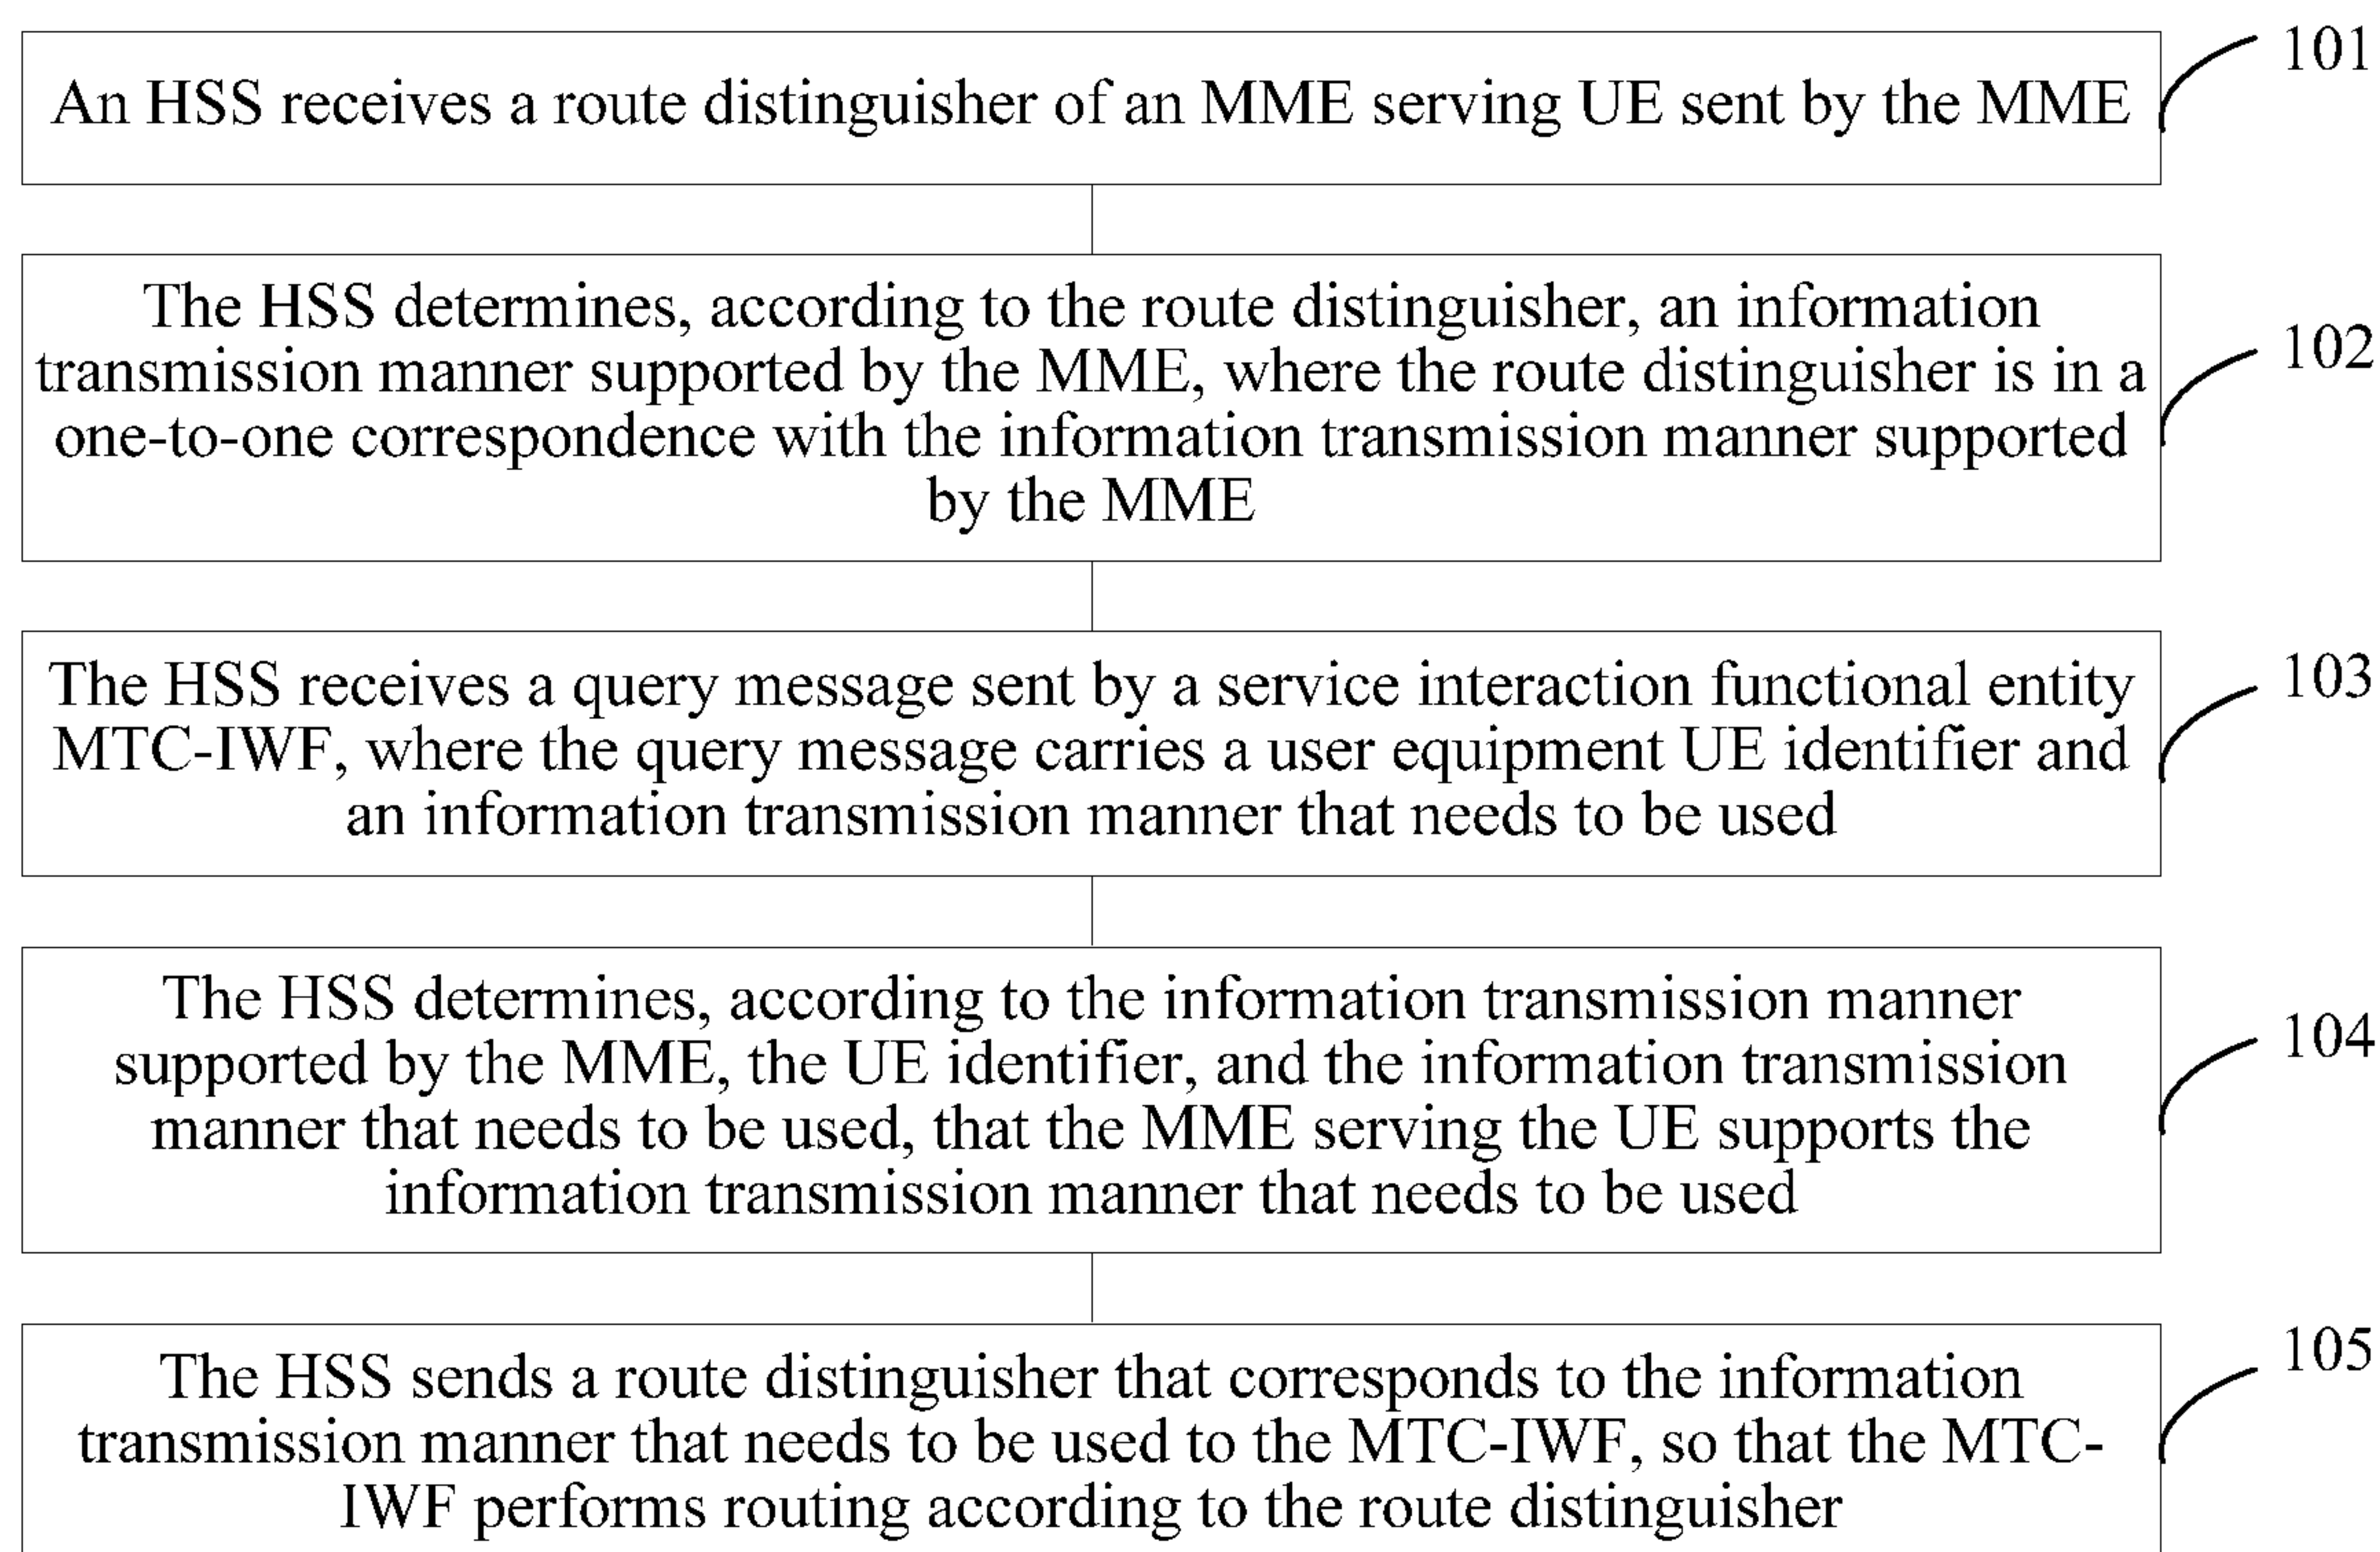 An HSS receives a route distinguisher of an MME serving UE sent by the MME
101
The HSS determines, according to the route distinguisher, an information
transmission manner supported by the MME, where the route distinguisher is in a
one-to-one correspondence with the information transmission manner supported
by the MME
102
The HSS receives a query message sent by a service interaction functional entity
MTC-IWF, where the query message carries a user equipment UE identifier and
an information transmission manner that needs to be used
103
The HSS determines, according to the information transmission manner
supported by the MME, the UE identifier, and the information transmission
manner that needs to be used, that the MME serving the UE supports the
information transmission manner that needs to be used
104
The HSS sends a route distinguisher that corresponds to the information
transmission manner that needs to be used to the MTC-IWF, so that the MTC-
IWF performs routing according to the route distinguisher
105